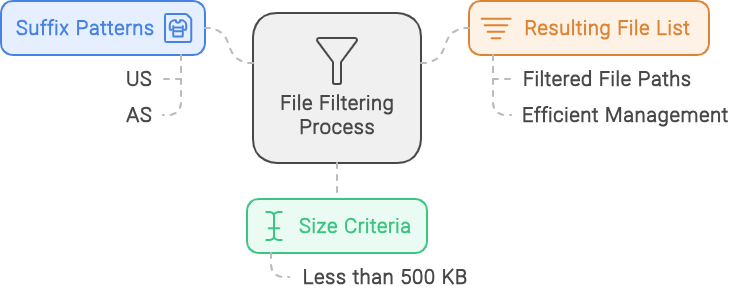 Suffix Patterns
US
AS
File Filtering
Process
Resulting File List
Filtered File Paths
Efficient Management
Size Criteria
Less than 500 KB